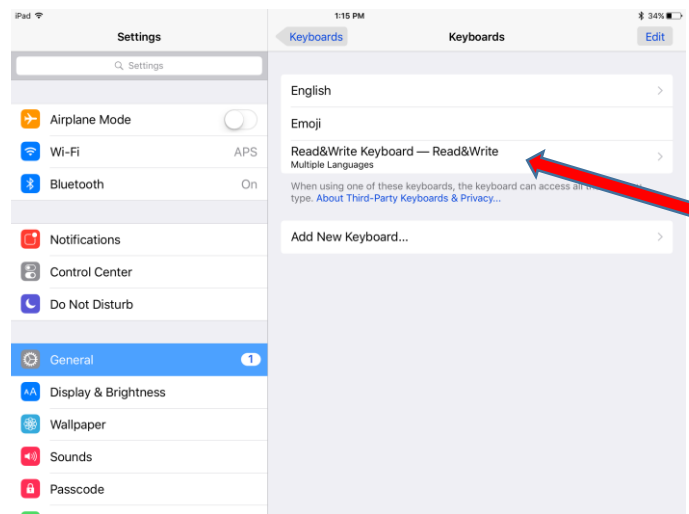 iPad
1:15 PM
34%
Settings
Keyboards
Keyboards
Edit
Settings
Airplane Mode
Wi-Fi
APS
Bluetooth
On
Notifications
Control Center
Do Not Disturb
General
1
AA Display & Brightness
Wallpaper
Sounds
Passcode
English
Emoji
Read&Write Keyboard — Read&Write
Multiple Languages
When using one of these keyboards, the keyboard can access all
type. About Third-Party Keyboards & Privacy...
Add New Keyboard...